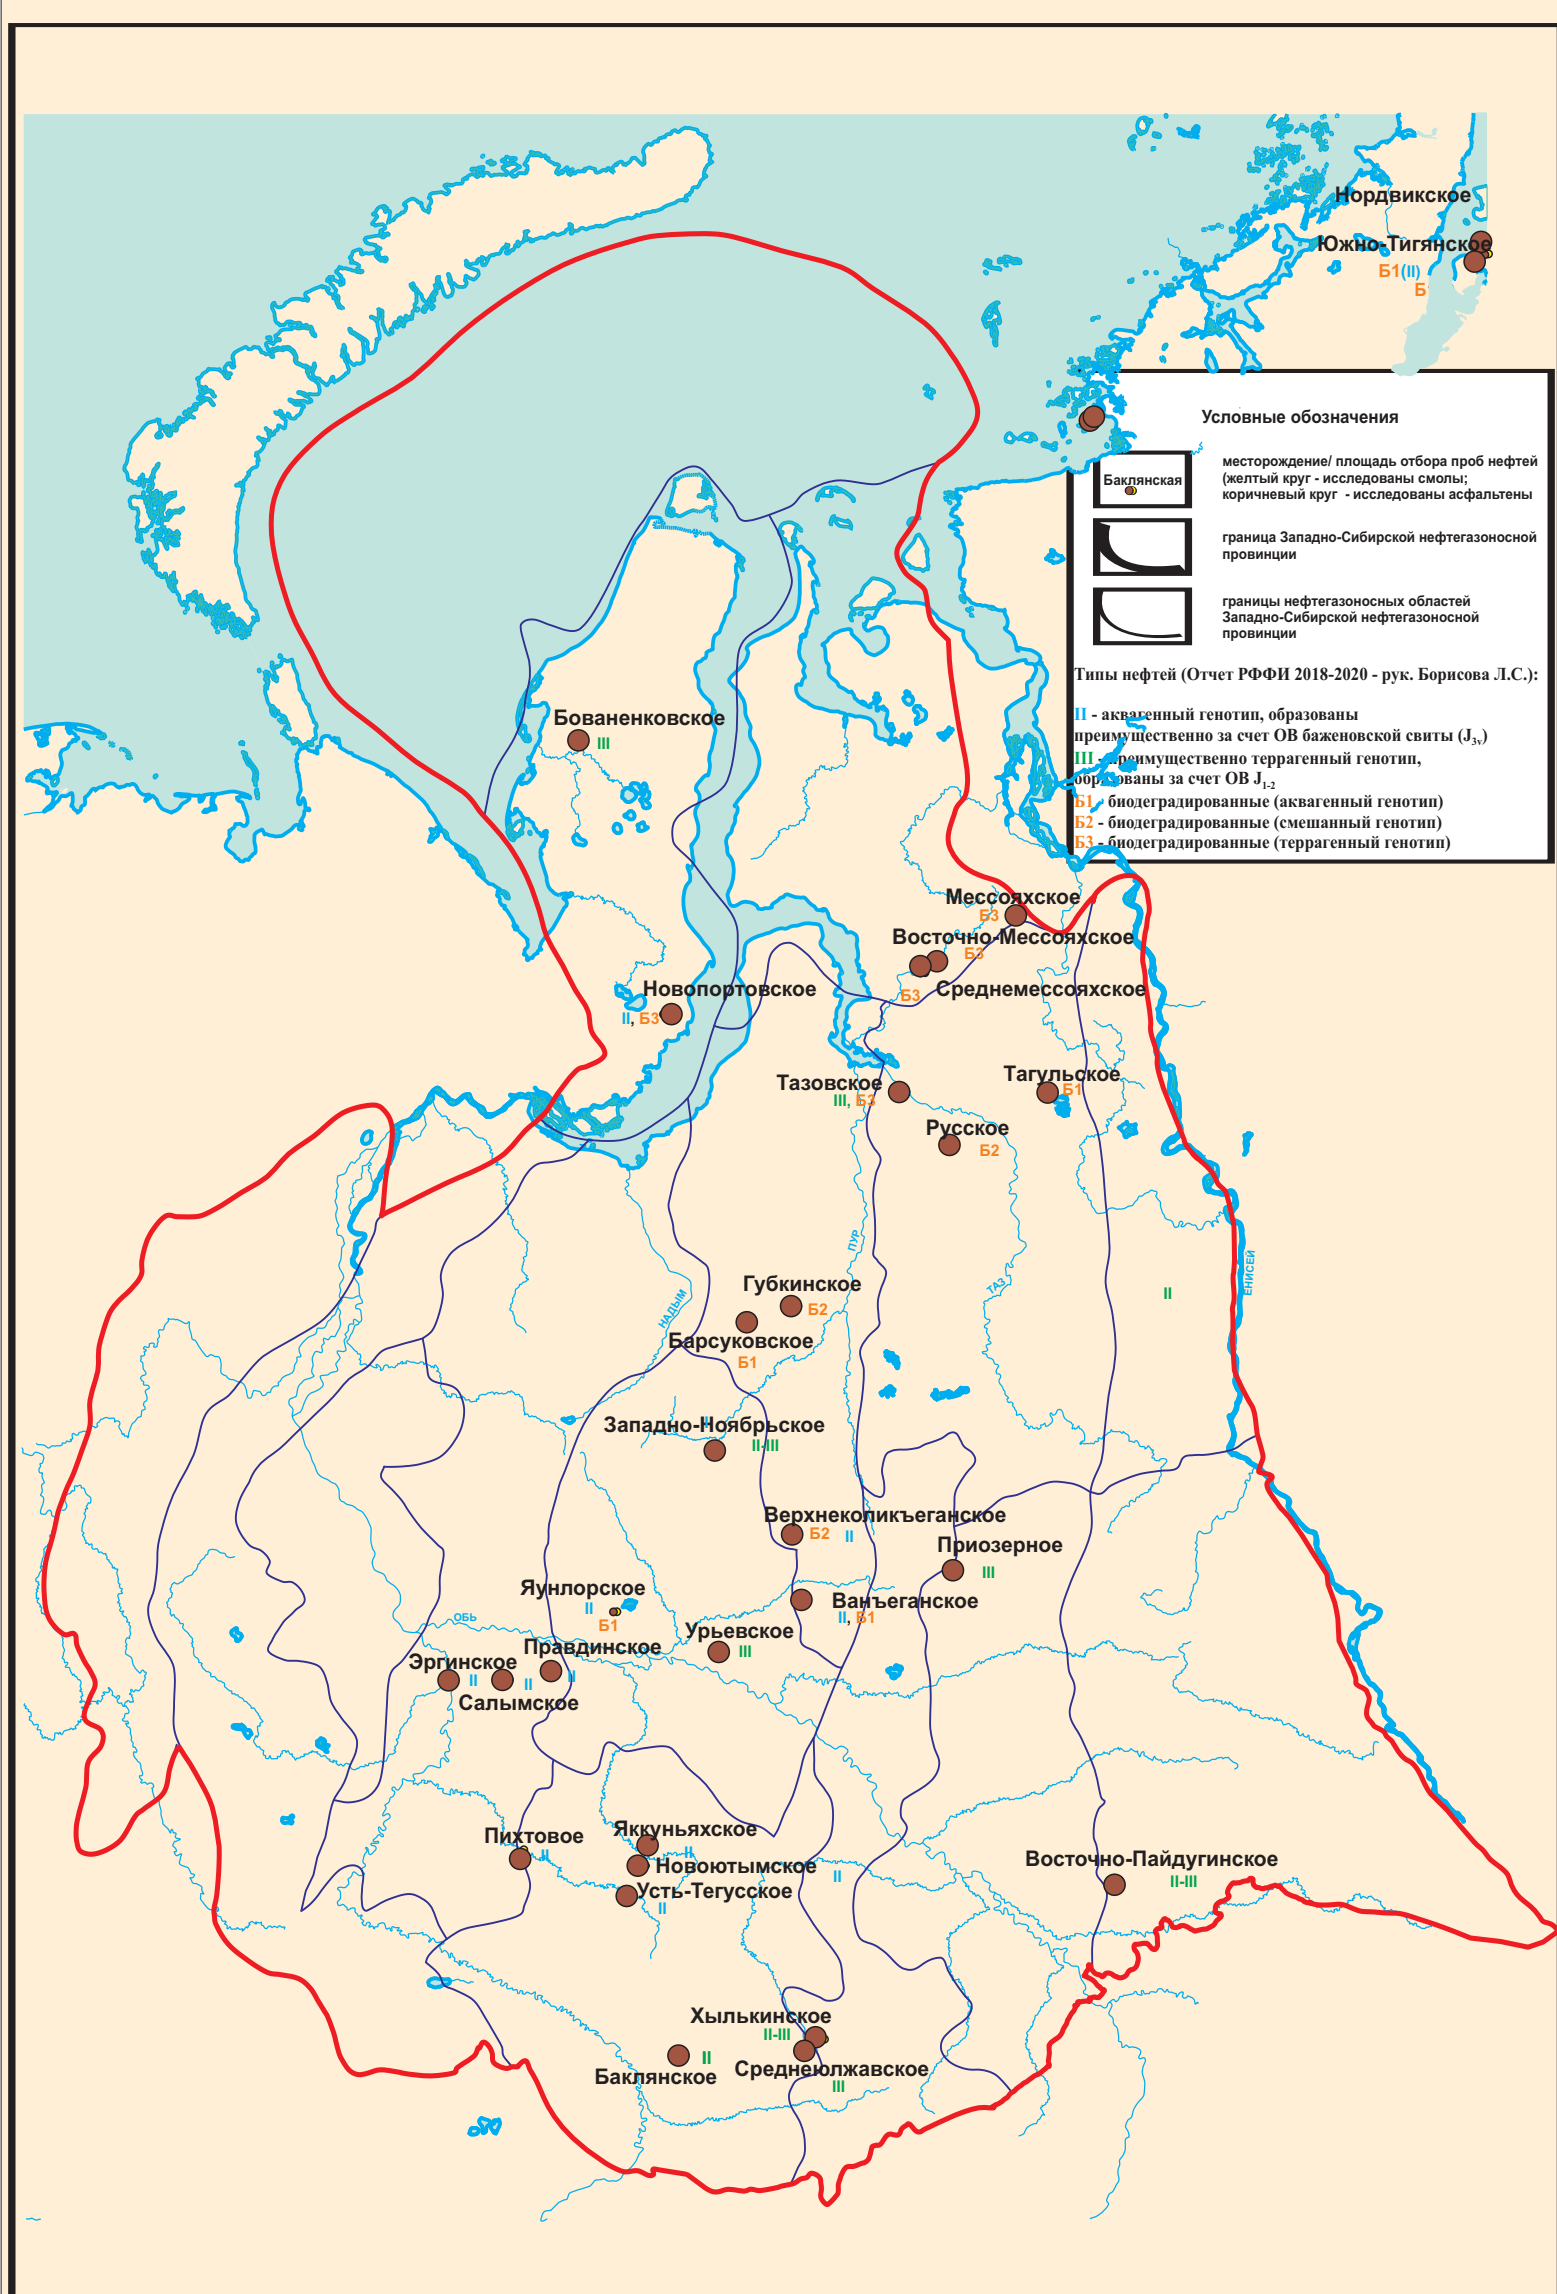 Нордвикское
Южно-Тигянское
Б1(II)
Б
Условные обозначения
Баклянская
месторождение/ площадь отбора проб нефтей
(желтый круг - исследованы смолы;
коричневый круг - исследованы асфальтены
граница Западно-Сибирской нефтегазоносной
провинции
границы нефтегазоносных областей
Западно-Сибирской нефтегазоносной
провинции
Типы нефтей (Отчет РФФИ 2018-2020 - рук. Борисова Л.С.):
II - аквагенный генотип, образованы
преимущественно за счет ОВ баженовской свиты (J3v)
III - преимущественно террагенный генотип,
образованы за счет ОВ J1-2
Б1 - биодеградированные (аквагенный генотип)
Б2 - биодеградированные (смешанный генотип)
Б3 - биодеградированные (террагенный генотип)
Бованенковское
III
Мессояхское
Б3
Восточно-Мессояхское
Б3
Б3 Среднемессояхское
Новопортовское
II, Б3
Тазовское
III, Б3
Тагульское
Б1
Русское
Б2
ПУР
ТАЗ
НАДЫМ
ЕНИСЕЙ
II
Губкинское
Б2
Барсуковское
Б1
Западно-Ноябрьское
II-III
Верхнеколикъеганское
Б2 II
Приозерное
III
Яунлорское
II
Б1
ОБЬ
Ванъеганское
II, Б1
Урьевское
III
Правдинское
II
Эргинское
II
II
Салымское
Пихтовое
II
Яккуньяхское
II
Новоютымское
II
Усть-Тегусское
II
Восточно-Пайдугинское
II-III
Хылькинское
II-III
II
Баклянское
Среднеюлжавское
III